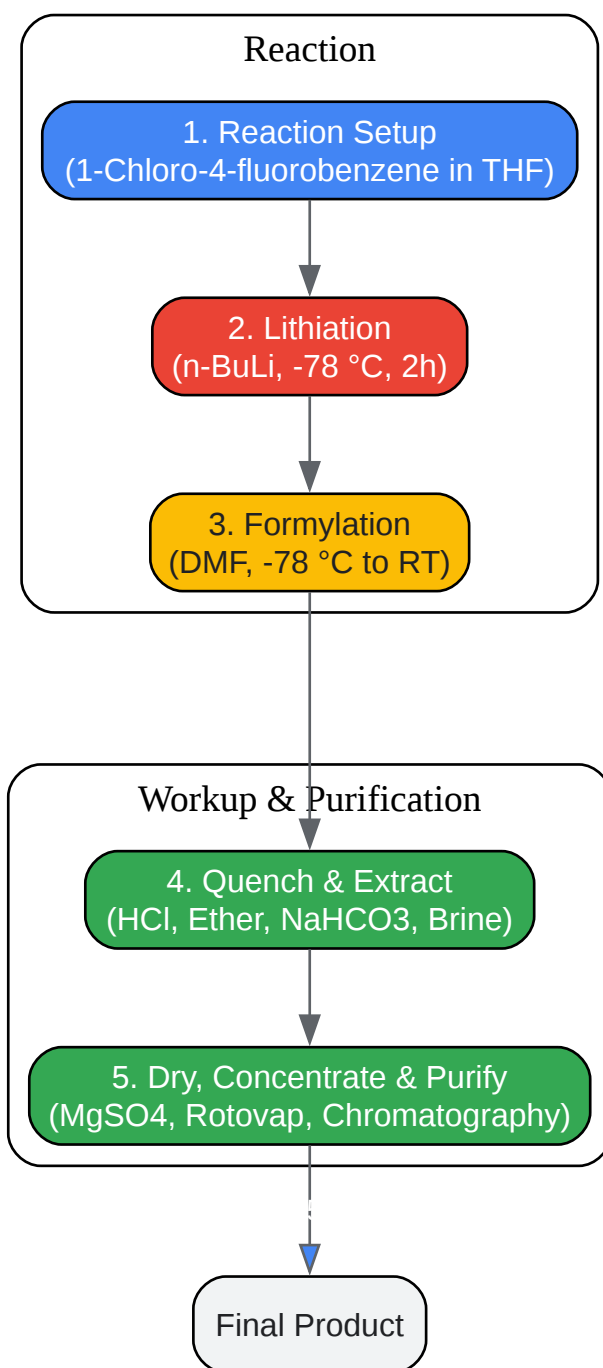 Reaction
1. Reaction Setup
(1-Chloro-4-fluorobenzene in THF)
2. Lithiation
(n-BuLi, -78 °C, 2h)
3. Formylation
(DMF, -78 °C to RT)
Workup & Purification
4. Quench & Extract
(HCl, Ether, NaHCO3, Brine)
5. Dry, Concentrate & Purify
(MgSO4, Rotovap, Chromatography)
Final Product